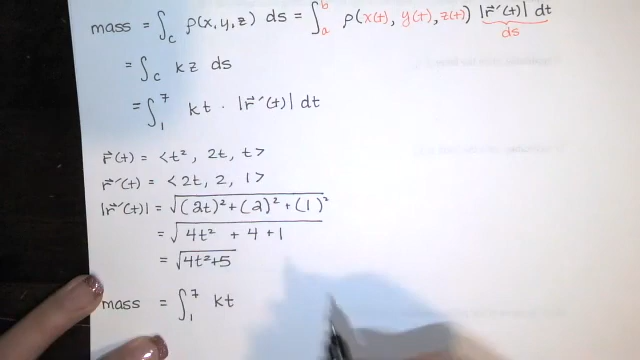 mass = ∫_C ρ(x,y,z) ds = ∫_a^b ρ(x(t), y(t), z(t)) |r⃗′(t)| dt
ds
= ∫_C kz ds
= ∫_1^7 kt · |r⃗′(t)| dt
r⃗(t) = <t², 2t, t>
r⃗′(t) = <2t, 2, 1>
|r⃗′(t)| = √((2t)² + (2)² + (1)²)
= √(4t² + 4 + 1)
= √(4t²+5)
mass = ∫_1^7 kt